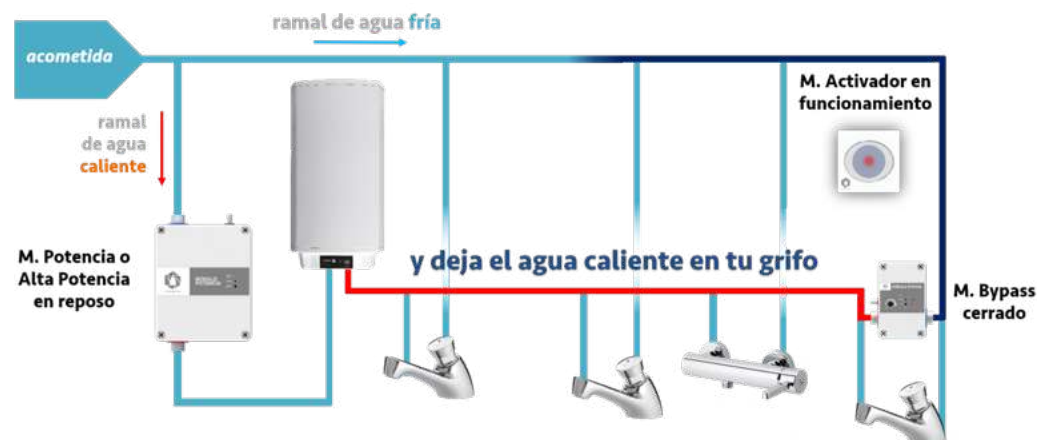 ramal de agua fría
acometida
M. Activador en
funcionamiento
ramal
de agua
caliente
M. Potencia o
Alta Potencia
en reposo
y deja el agua caliente en tu grifo
M. Bypass
cerrado